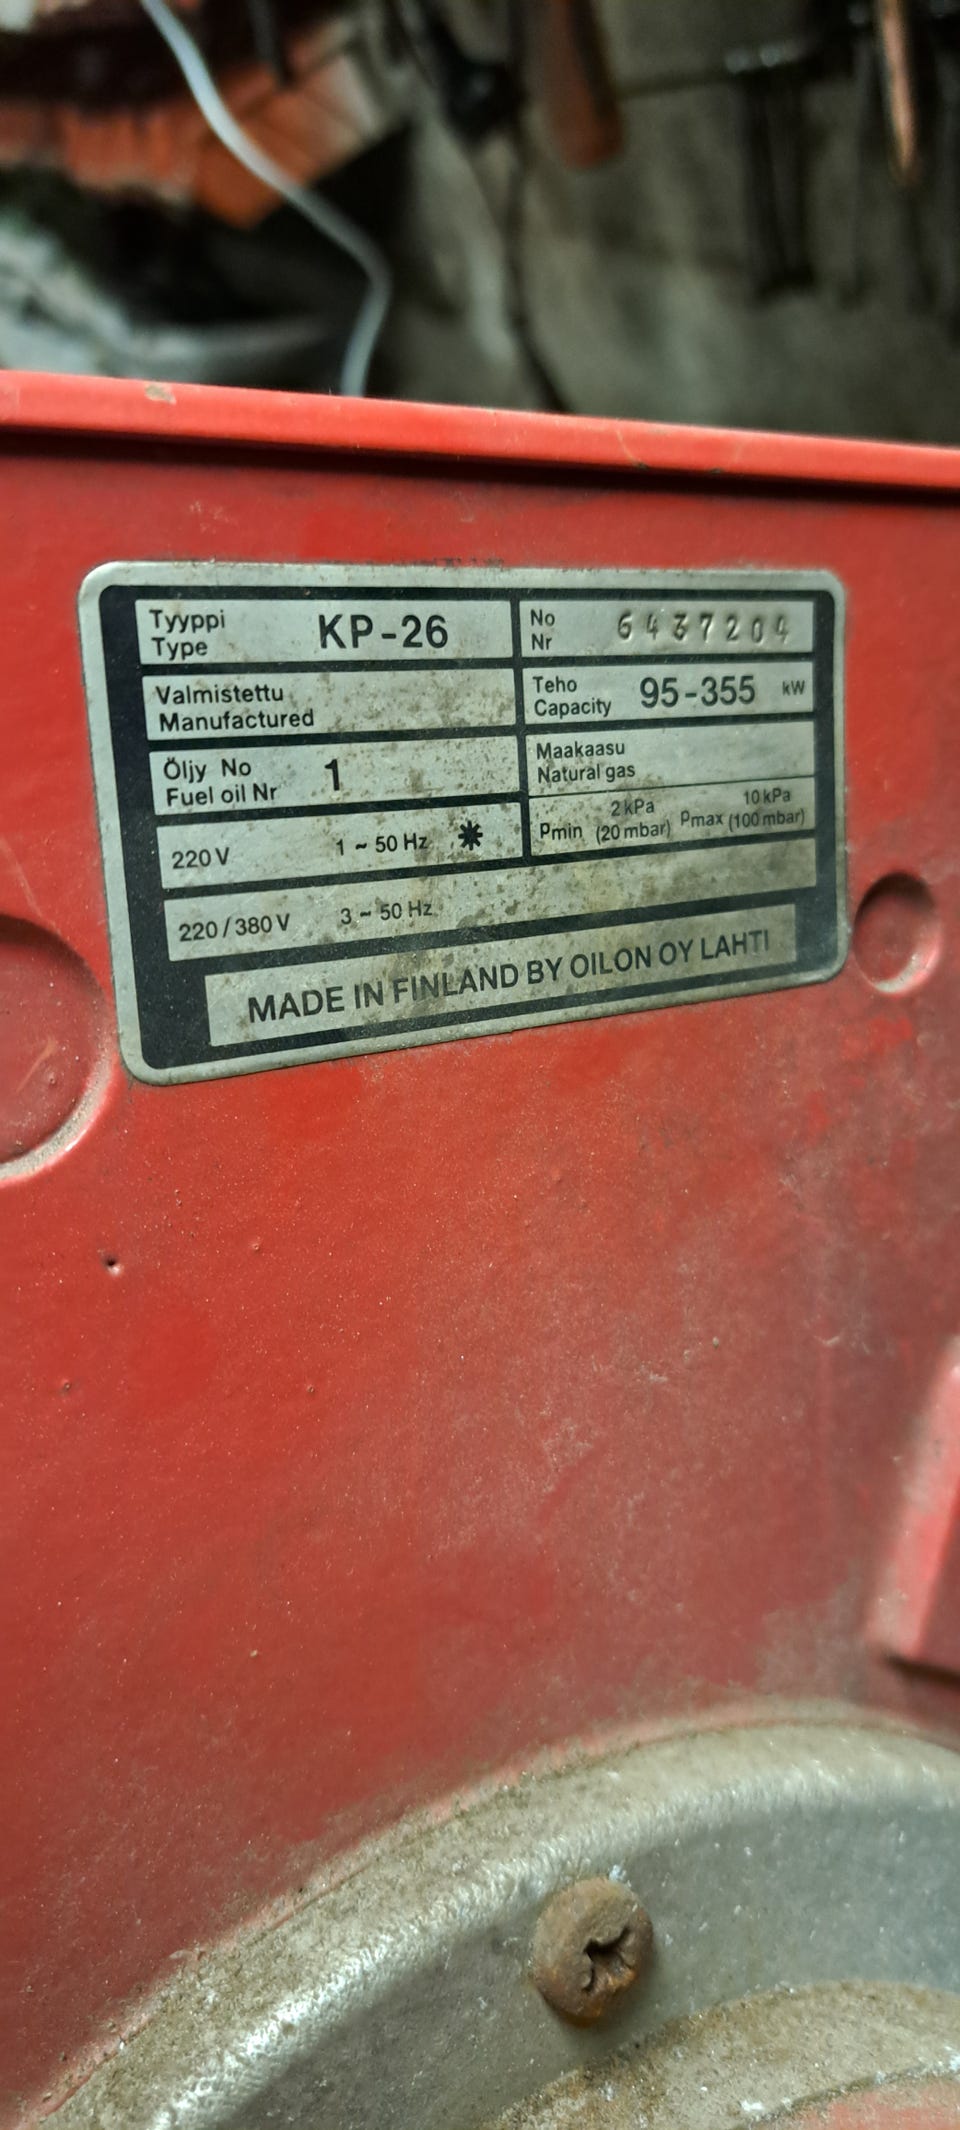 Tyyppi
Type KP-26
No
Nr 6437204
Valmistettu
Manufactured
Teho
Capacity 95-355 kW
Öljy No
Fuel oil Nr 1
Maakaasu
Natural gas
Pmin 2 kPa (20 mbar) Pmax 10 kPa (100 mbar)
220 V 1 ~ 50 Hz *
220/380 V 3 ~ 50 Hz
MADE IN FINLAND BY OILON OY LAHTI